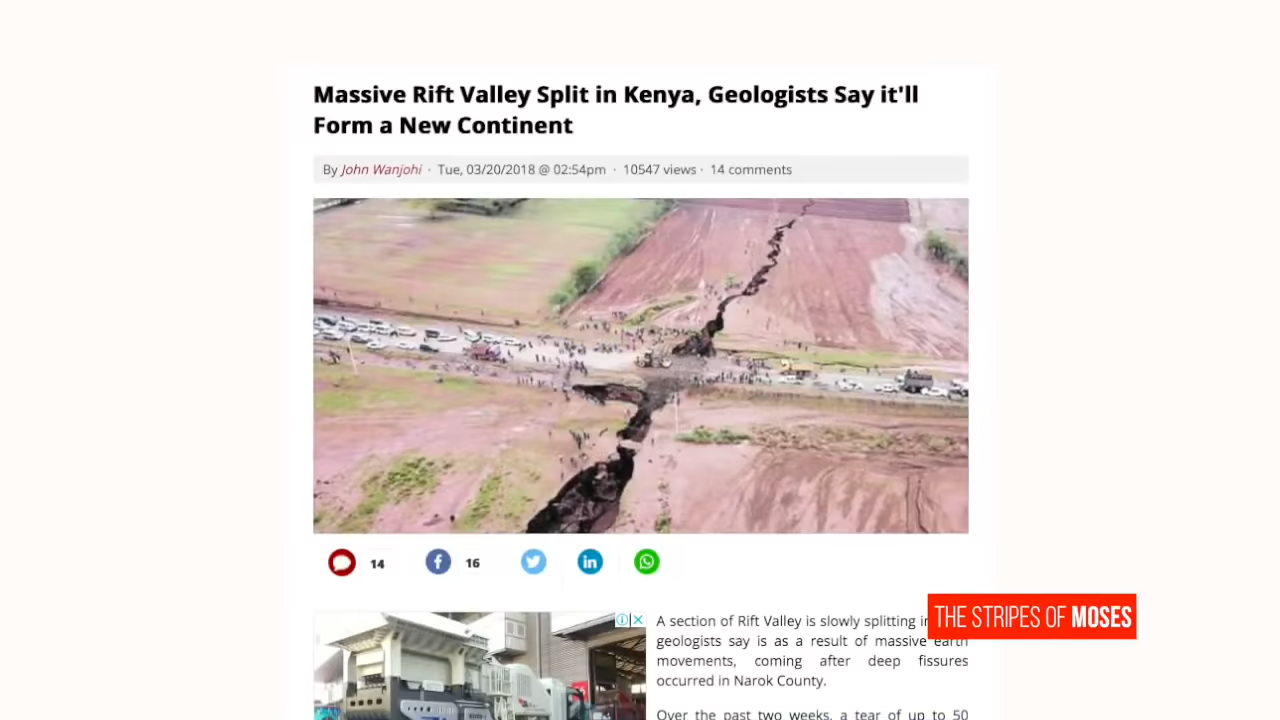 Massive Rift Valley Split in Kenya, Geologists Say it'll
Form a New Continent
By John Wanjohi · Tue, 03/20/2018 @ 02:54pm · 10547 views · 14 comments
14
16
A section of Rift Valley is slowly splitting
THE STRIPES OF MOSES
geologists say is as a result of massive earth
movements, coming after deep fissures
occurred in Narok County.
Over the past two weeks, a tear of up to 50